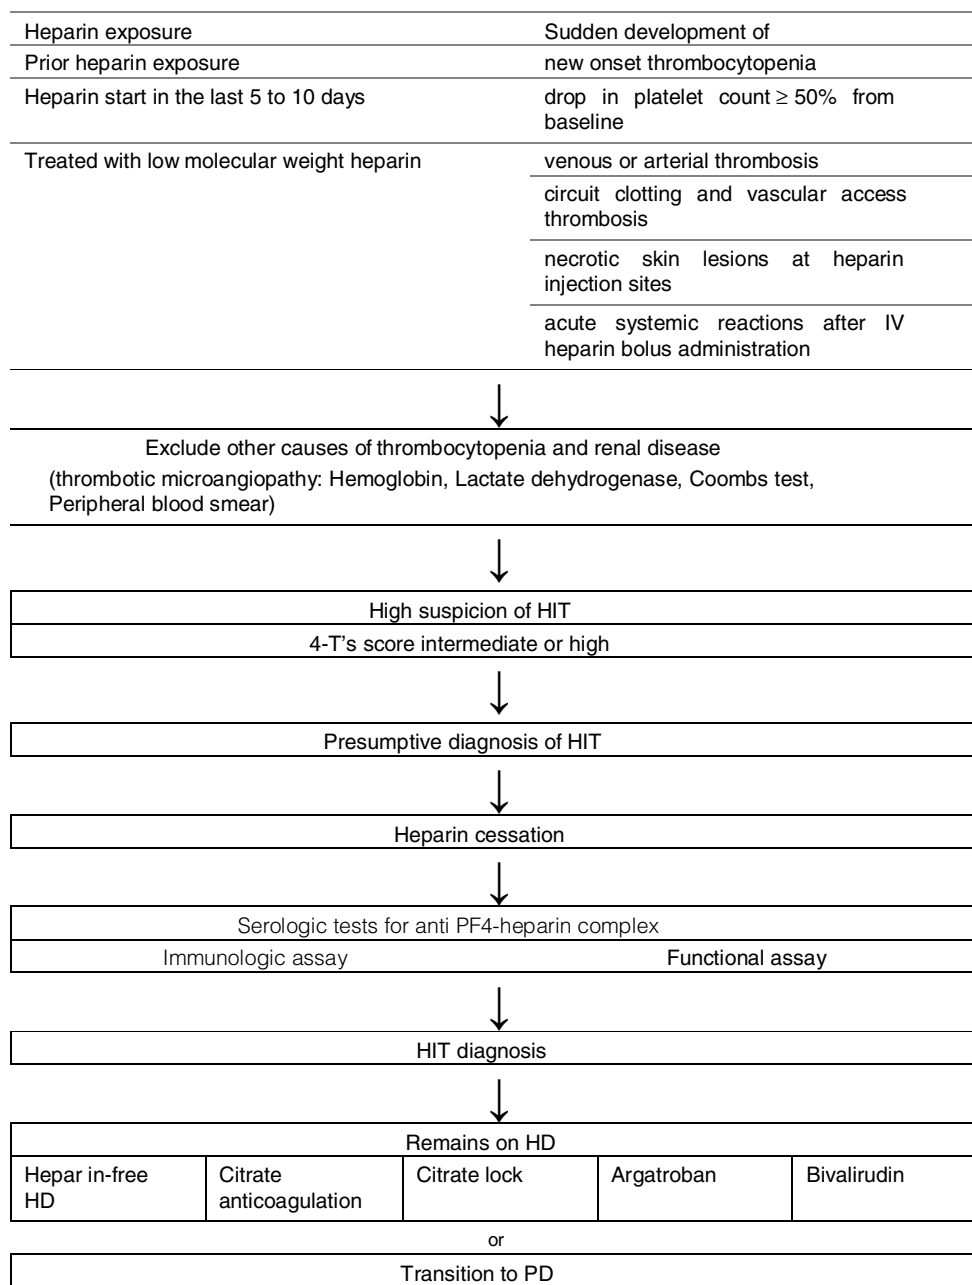 Heparin exposure
Sudden development of
Prior heparin exposure
new onset thrombocytopenia
Heparin start in the last 5 to 10 days
drop in platelet count ≥ 50% from
baseline
Treated with low molecular weight heparin
venous or arterial thrombosis
circuit clotting and vascular access
thrombosis
necrotic skin lesions at heparin
injection sites
acute systemic reactions after IV
heparin bolus administration
↓
Exclude other causes of thrombocytopenia and renal disease
(thrombotic microangiopathy: Hemoglobin, Lactate dehydrogenase, Coombs test,
Peripheral blood smear)
↓
High suspicion of HIT
4-T's score intermediate or high
↓
Presumptive diagnosis of HIT
↓
Heparin cessation
↓
Serologic tests for anti PF4-heparin complex
Immunologic assay
Functional assay
↓
HIT diagnosis
↓
Remains on HD
Hepar in-free
HD
Citrate
anticoagulation
Citrate lock
Argatroban
Bivalirudin
or
Transition to PD